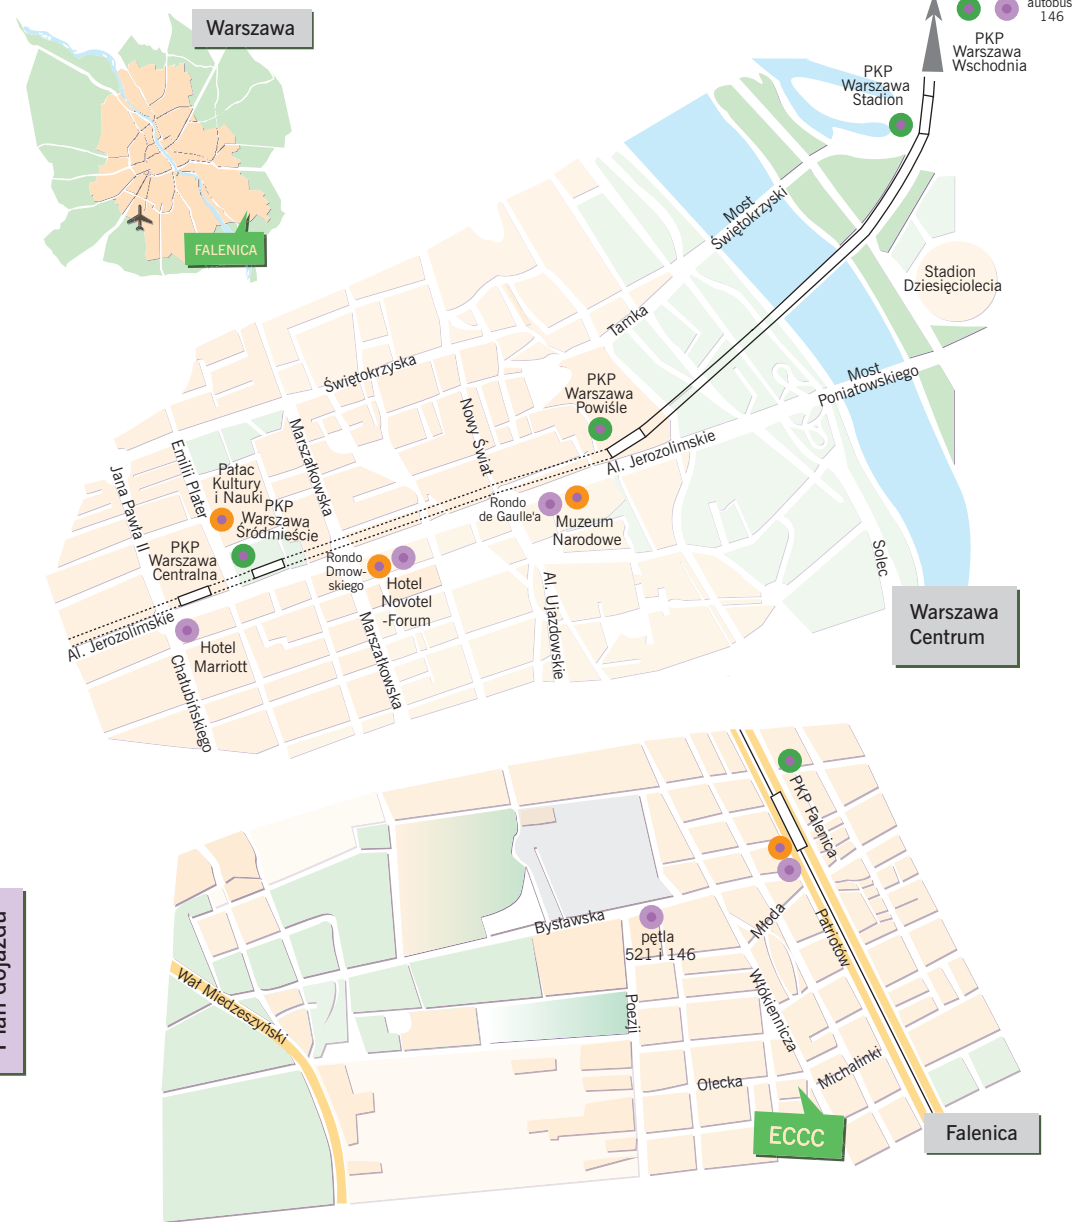 Warszawa
FALENICA
autobus
146
PKP
Warszawa
Wschodnia
PKP
Warszawa
Stadion
Most
Świętokrzyski
Stadion
Dziesięciolecia
Tamka
Świętokrzyska
Most
Poniatowskiego
PKP
Warszawa
Powiśle
Nowy Świat
Marszałkowska
Emilii Plater
Jana Pawła II
Al. Jerozolimskie
Pałac
Kultury
i Nauki
PKP
Warszawa
Śródmieście
Rondo
de Gaulle'a
Muzeum
Narodowe
PKP
Warszawa
Centralna
Rondo
Dmow-
skiego
Hotel
Novotel
-Forum
Al. Ujazdowskie
Solec
Al. Jerozolimskie
Hotel
Marriott
Chałubińskiego
Marszałkowska
Warszawa
Centrum
PKP Falenica
Plan dojazdu
Bysławska
pętla
521 i 146
Młoda
Patriotów
Wał Miedzeszyński
Poezji
Włókiennicza
Olecka
Michalinki
ECCC
Falenica